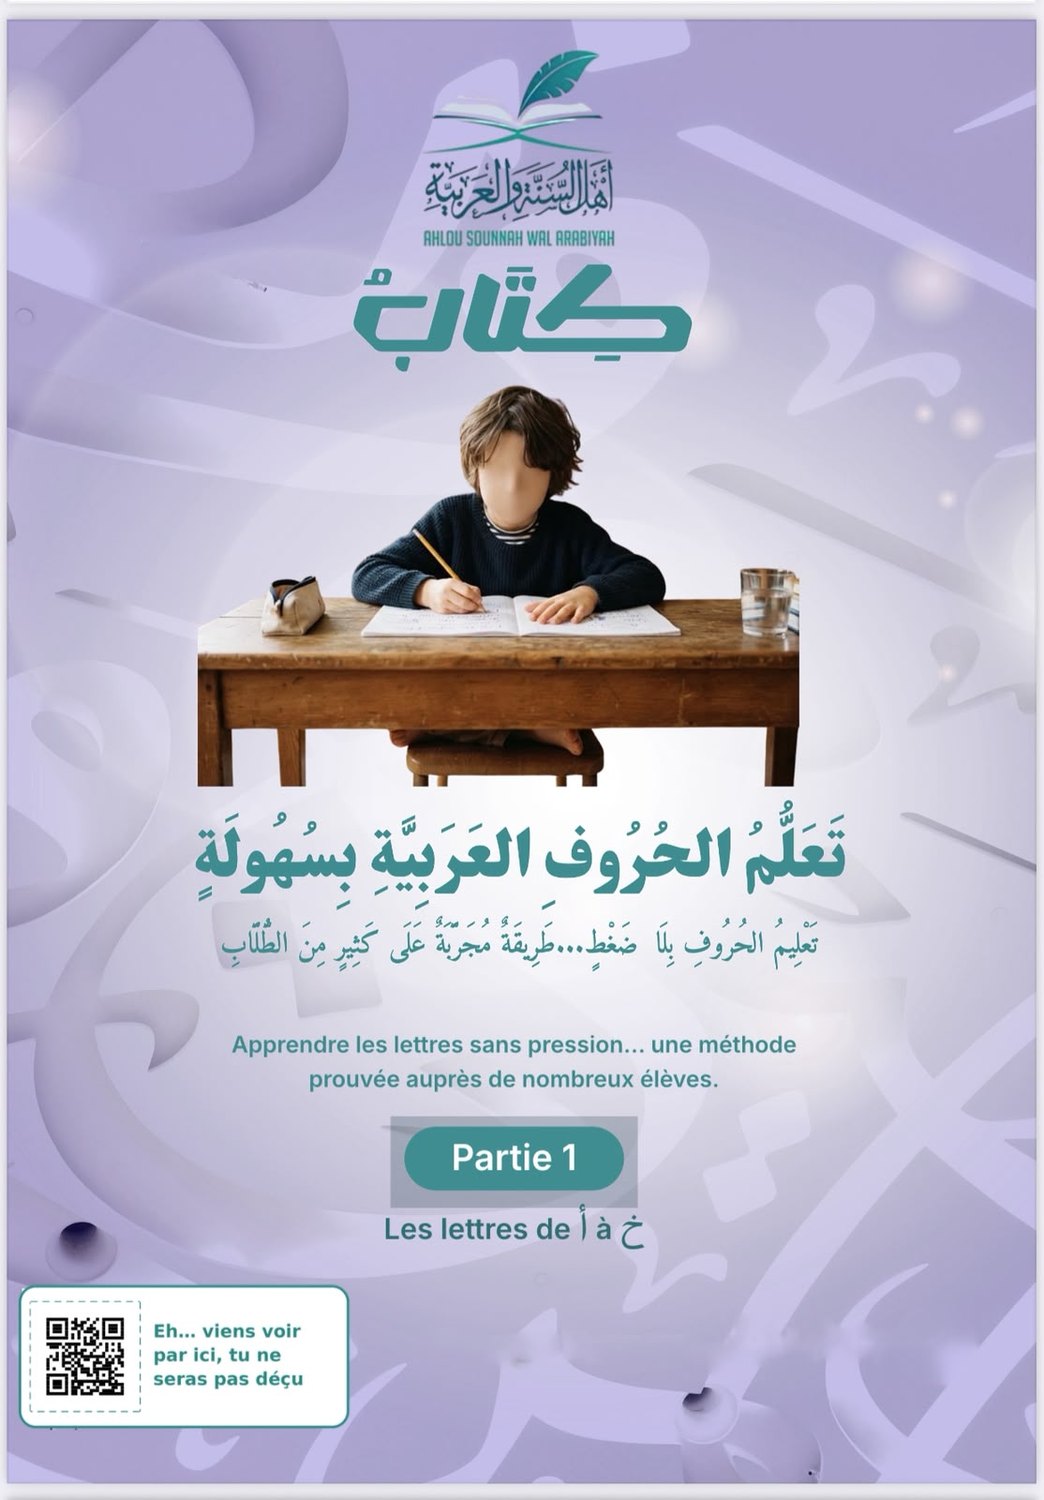 أهل السنة والعربية
AHLOU SOUNNAH WAL ARABIYAH
كِتَابٌ
تَعَلُّمُ الحُرُوفِ العَرَبِيَّةِ بِسُهُولَةٍ
تَعْلِيمُ الحُرُوفِ بِلَا ضَغْطٍ...طَرِيقَةٌ مُجَرَّبَةٌ عَلَى كَثِيرٍ مِنَ الطُّلَّابِ
Apprendre les lettres sans pression... une méthode
prouvée auprès de nombreux élèves.
Partie 1
Les lettres de أ à خ
Eh... viens voir
par ici, tu ne
seras pas déçu